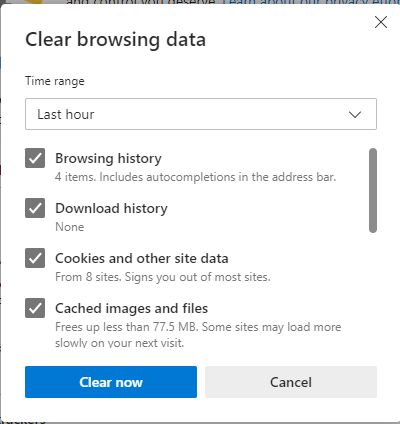 and control you deserve. Learn about our privacy
Clear browsing data
Time range
Last hour
Browsing history
4 items. Includes autocompletions in the address bar.
Download history
None
Cookies and other site data
From 8 sites. Signs you out of most sites.
Cached images and files
Frees up less than 77.5 MB. Some sites may load more
slowly on your next visit.
Clear now
Cancel